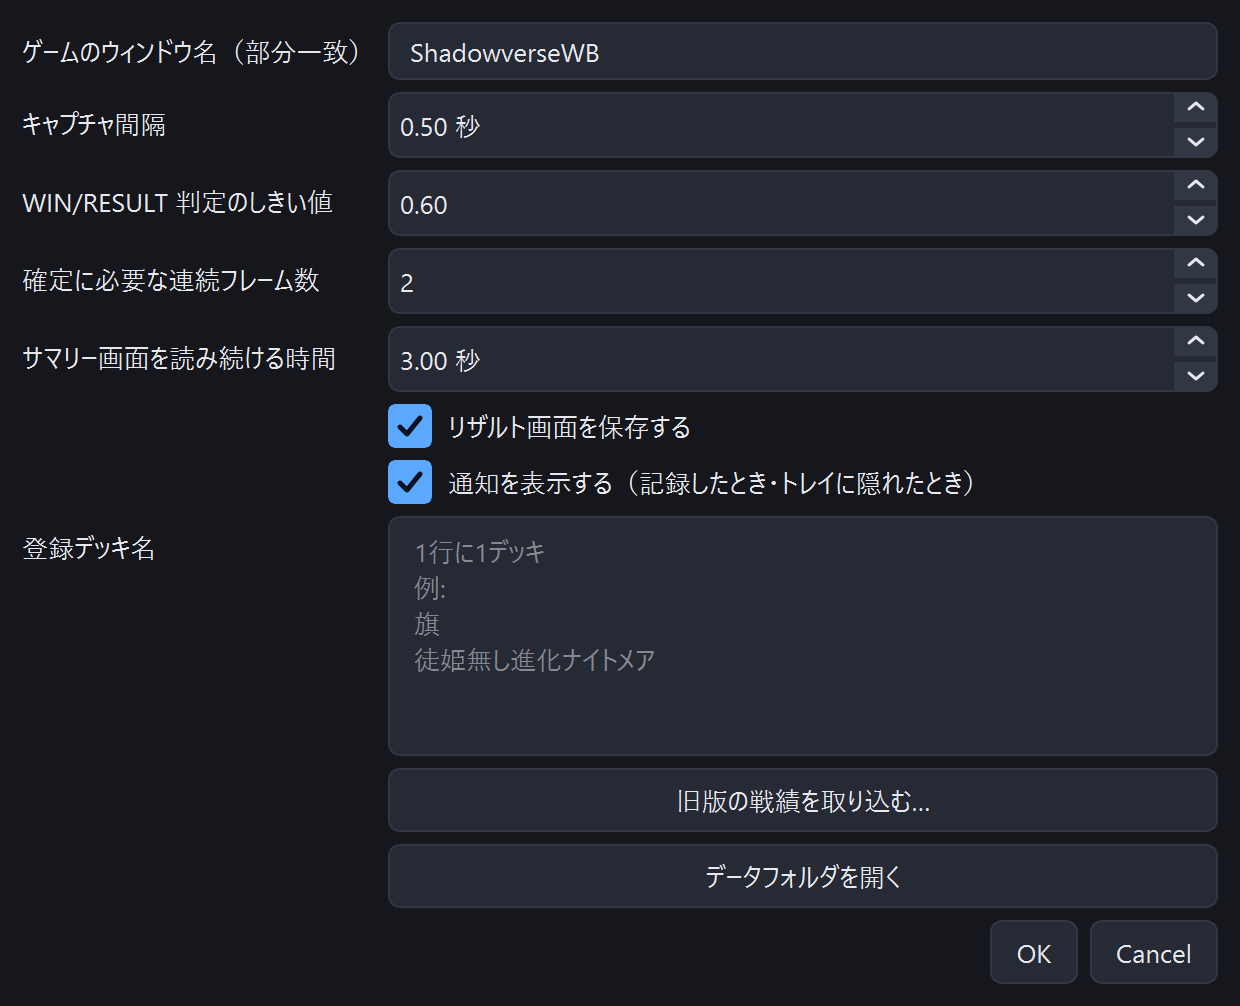 ゲームのウィンドウ名（部分一致） ShadowverseWB
キャプチャ間隔 0.50 秒
WIN/RESULT 判定のしきい値 0.60
確定に必要な連続フレーム数 2
サマリー画面を読み続ける時間 3.00 秒
リザルト画面を保存する
通知を表示する（記録したとき・トレイに隠れたとき）
登録デッキ名
1行に1デッキ
例:
旗
徒姫無し進化ナイトメア
旧版の戦績を取り込む...
データフォルダを開く
OK Cancel